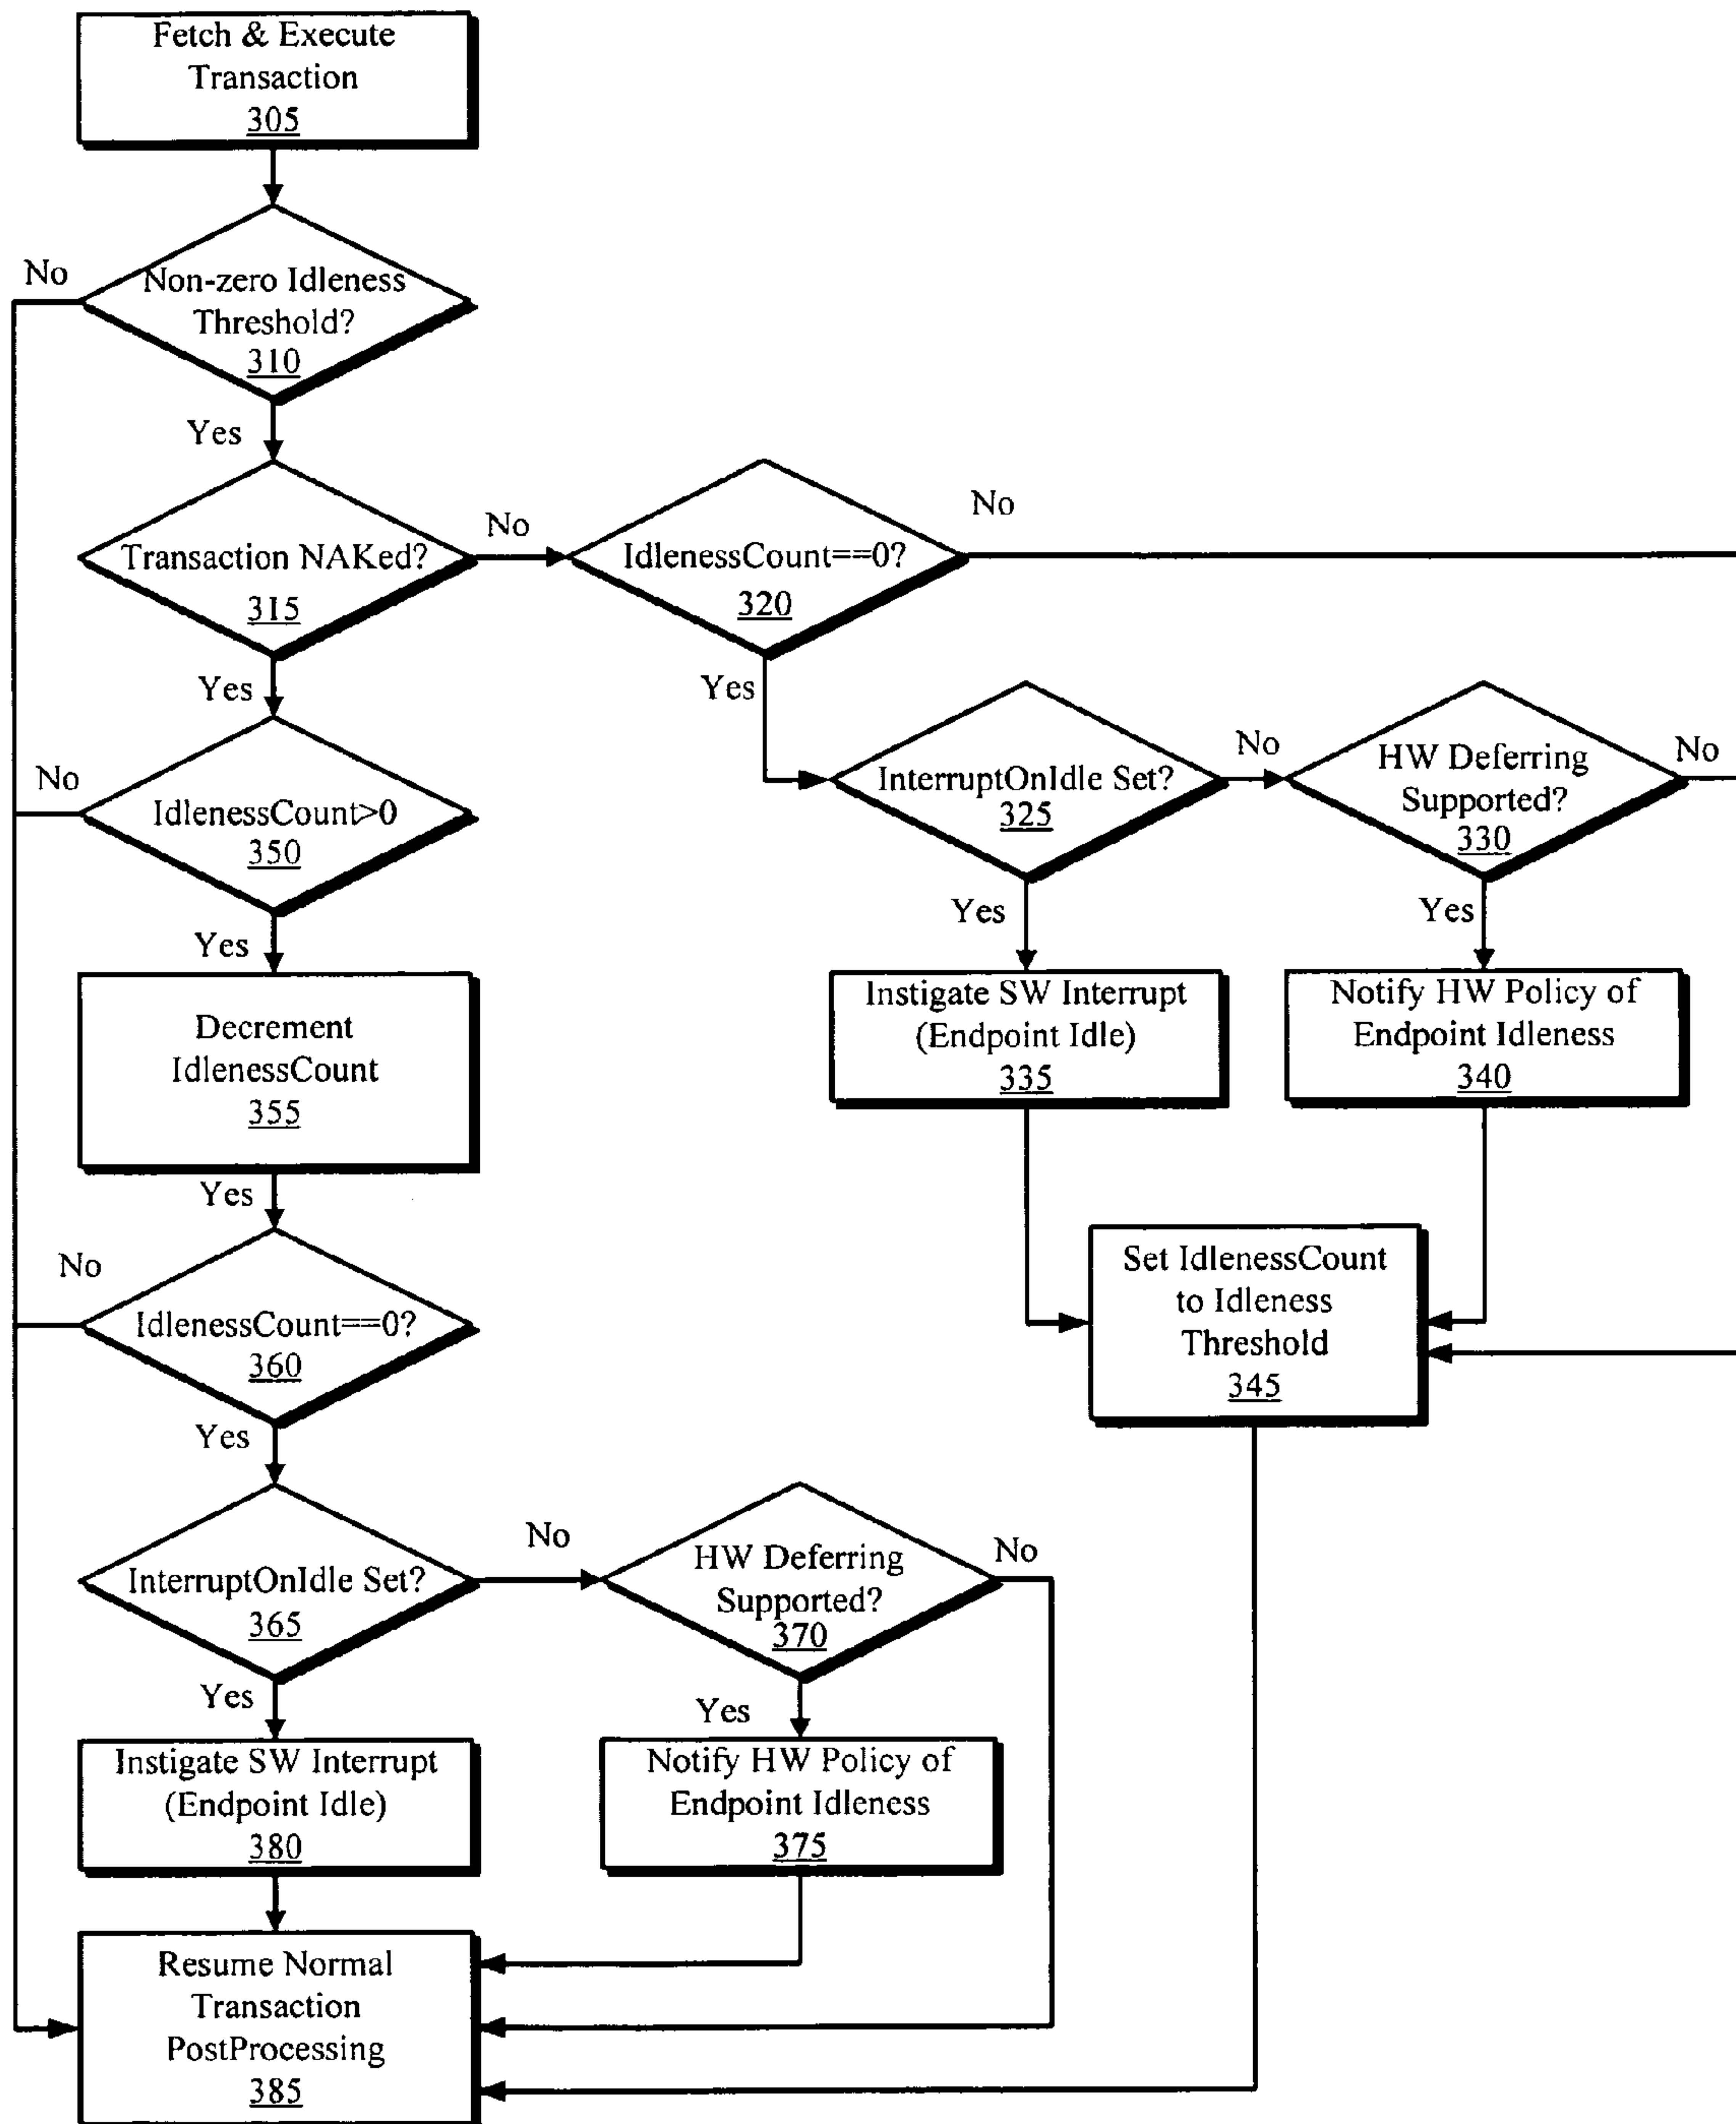 Fetch & Execute
Transaction
305
No
Non-zero Idleness
Threshold?
310
Yes
Transaction NAKed?
315
No
IdlenessCount==0?
320
No
Yes
Yes
InterruptOnIdle Set?
325
No
HW Deferring
Supported?
330
No
No
IdlenessCount>0
350
Yes
Yes
Yes
Instigate SW Interrupt
(Endpoint Idle)
335
Notify HW Policy of
Endpoint Idleness
340
Decrement
IdlenessCount
355
Yes
Set IdlenessCount
to Idleness
Threshold
345
No
IdlenessCount==0?
360
Yes
InterruptOnIdle Set?
365
No
HW Deferring
Supported?
370
No
Yes
Yes
Instigate SW Interrupt
(Endpoint Idle)
380
Notify HW Policy of
Endpoint Idleness
375
Resume Normal
Transaction
PostProcessing
385